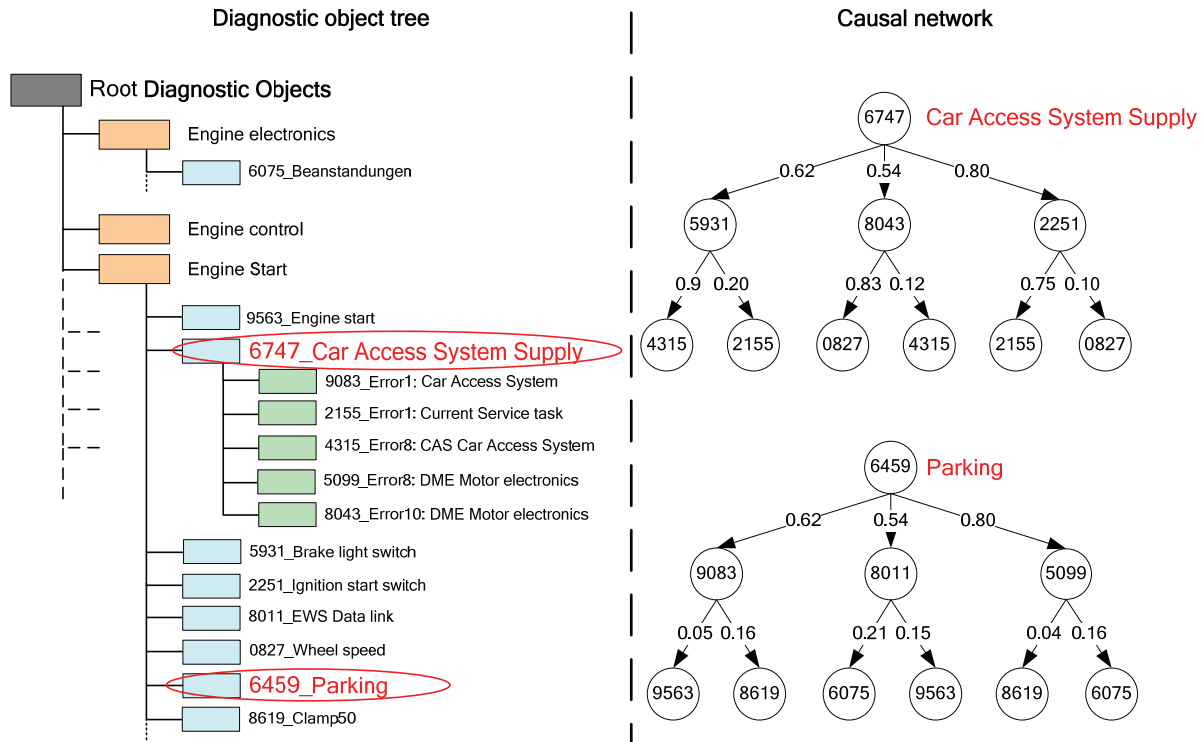 Diagnostic object tree
Root Diagnostic Objects
Engine electronics
6075_Beanstandungen
Engine control
Engine Start
9563_Engine start
6747_Car Access System Supply
9083_Error1: Car Access System
2155_Error1: Current Service task
4315_Error8: CAS Car Access System
5099_Error8: DME Motor electronics
8043_Error10: DME Motor electronics
5931_Brake light switch
2251_Ignition start switch
8011_EWS Data link
0827_Wheel speed
6459_Parking
8619_Clamp50
Causal network
6747 Car Access System Supply
0.62 0.54 0.80
5931 8043 2251
0.9 0.20 0.83 0.12 0.75 0.10
4315 2155 0827 4315 2155 0827
6459 Parking
0.62 0.54 0.80
9083 8011 5099
0.05 0.16 0.21 0.15 0.04 0.16
9563 8619 6075 9563 8619 6075